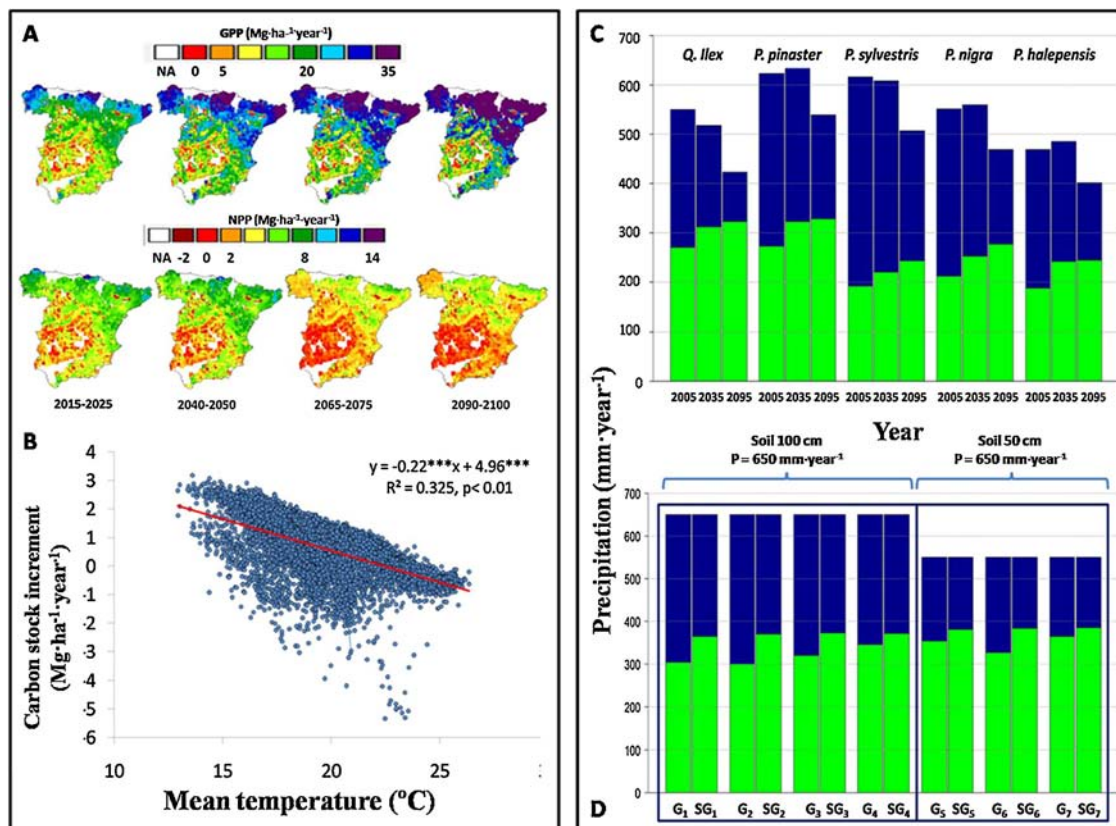 A
GPP (Mg·ha⁻¹·year⁻¹)
NA 0 5 20 35
NPP (Mg·ha⁻¹·year⁻¹)
NA -2 0 2 8 14
2015-2025 2040-2050 2065-2075 2090-2100
B
y = -0.22***x + 4.96***
R² = 0.325, p< 0.01
Carbon stock increment
(Mg·ha⁻¹·year⁻¹)
4
3
2
1
0
-1
-2
-3
-4
-5
-6
10 15 20 25
Mean temperature (ºC)
C
Q. Ilex P. pinaster P. sylvestris P. nigra P. halepensis
700
600
500
400
300
200
100
0
2005 2035 2095 2005 2035 2095 2005 2035 2095 2005 2035 2095 2005 2035 2095
Year
Precipitation (mm·year⁻¹)
Soil 100 cm
P = 650 mm·year⁻¹
Soil 50 cm
P = 650 mm·year⁻¹
700
600
500
400
300
200
100
0
G₁ SG₁ G₂ SG₂ G₃ SG₃ G₄ SG₄ G₅ SG₅ G₆ SG₆ G₇ SG₇
D